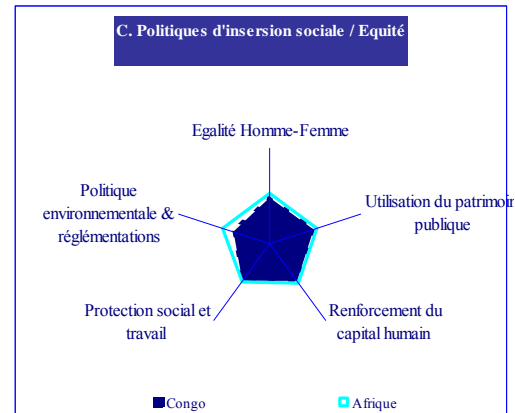 C. Politiques d'insersion sociale / Equité
Egalité Homme-Femme
Politique
environnementale &
réglémentations
Utilisation du patrimoin
publique
Protection social et
travail
Renforcement du
capital humain
Congo
Afrique